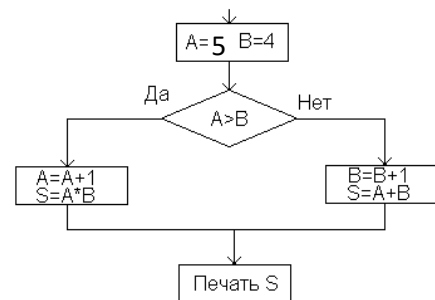 A=5 B=4
Да
A>B
Нет
A=A+1
S=A*B
B=B+1
S=A+B
Печать S